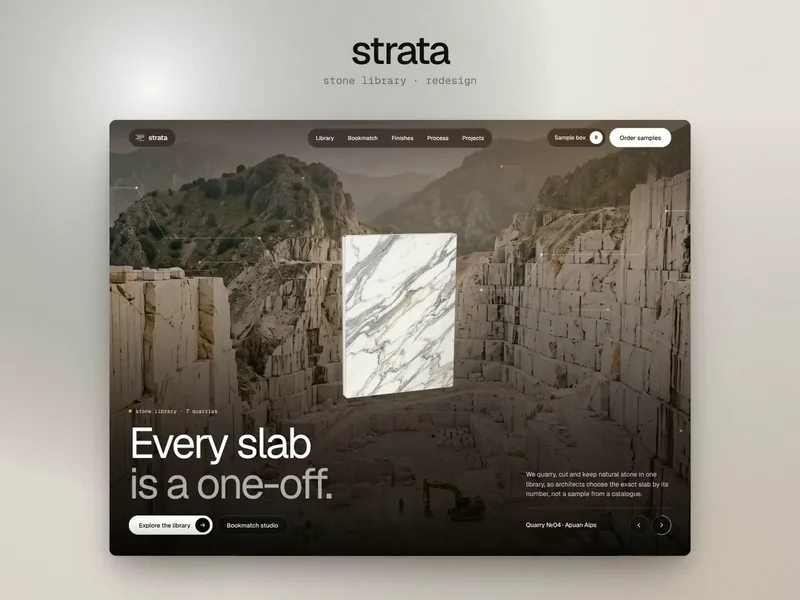 strata
stone library · redesign
strata
Library Bookmatch Finishes Process Projects
Sample box
Order samples
stone library · 7 quarries
Every slab
is a one-off.
We quarry, cut and keep natural stone in one
library, so architects choose the exact slab by its
number, not a sample from a catalogue.
Explore the library
Bookmatch studio
Quarry №04 · Apuan Alps